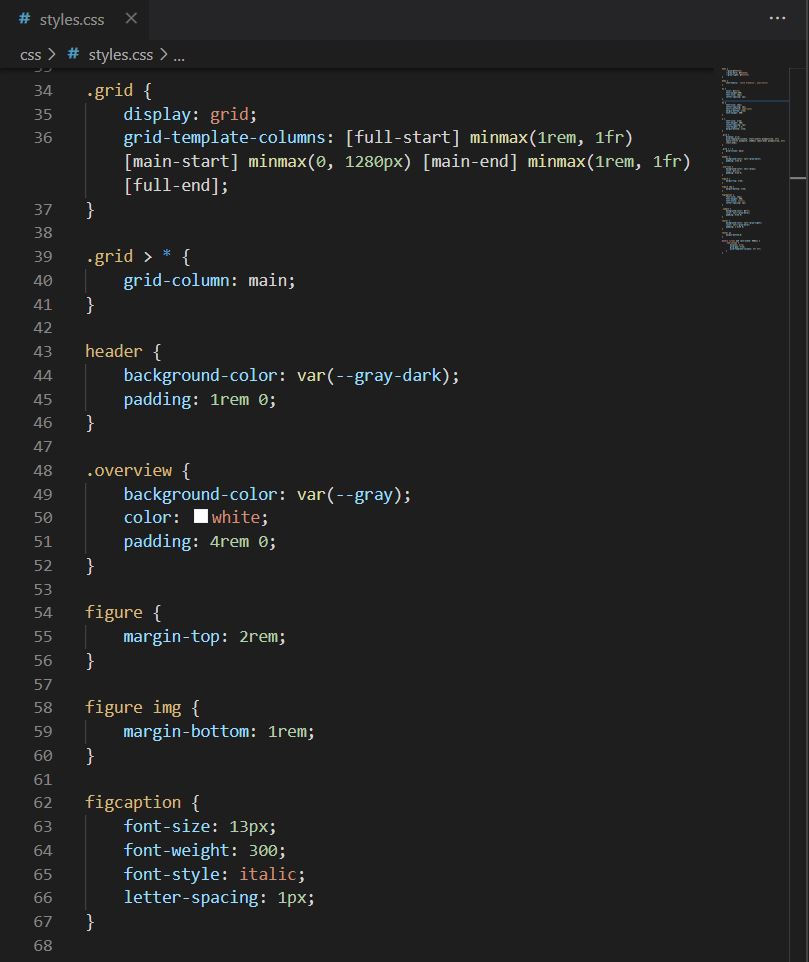 # styles.css ×
css > # styles.css > ...
34 .grid {
35     display: grid;
36     grid-template-columns: [full-start] minmax(1rem, 1fr)
    [main-start] minmax(0, 1280px) [main-end] minmax(1rem, 1fr)
    [full-end];
37 }
38
39 .grid > * {
40     grid-column: main;
41 }
42
43 header {
44     background-color: var(--gray-dark);
45     padding: 1rem 0;
46 }
47
48 .overview {
49     background-color: var(--gray);
50     color: white;
51     padding: 4rem 0;
52 }
53
54 figure {
55     margin-top: 2rem;
56 }
57
58 figure img {
59     margin-bottom: 1rem;
60 }
61
62 figcaption {
63     font-size: 13px;
64     font-weight: 300;
65     font-style: italic;
66     letter-spacing: 1px;
67 }
68